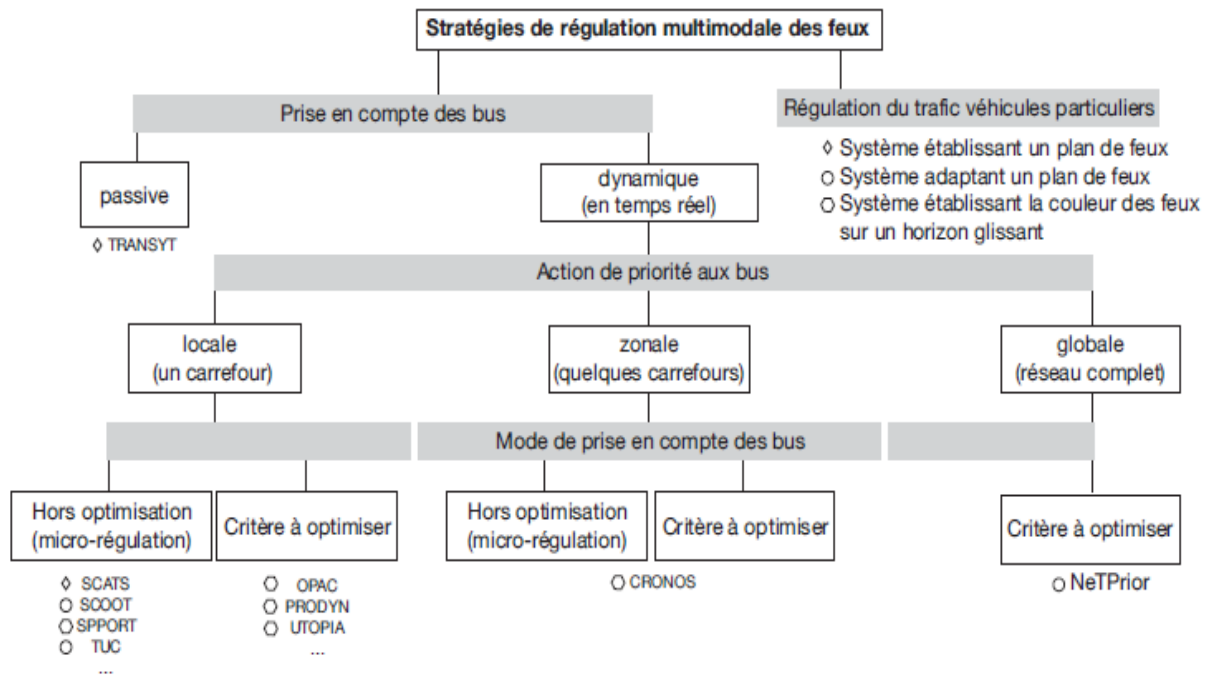 Stratégies de régulation multimodale des feux
Prise en compte des bus
Régulation du trafic véhicules particuliers
◊ Système établissant un plan de feux
○ Système adaptant un plan de feux
⎔ Système établissant la couleur des feux
sur un horizon glissant
passive
◊ TRANSYT
dynamique
(en temps réel)
Action de priorité aux bus
locale
(un carrefour)
zonale
(quelques carrefours)
globale
(réseau complet)
Mode de prise en compte des bus
Hors optimisation
(micro-régulation)
◊ SCATS
○ SCOOT
⎔ SPPORT
○ TUC
...
Critère à optimiser
⎔ OPAC
⎔ PRODYN
⎔ UTOPIA
...
Hors optimisation
(micro-régulation)
Critère à optimiser
⎔ CRONOS
Critère à optimiser
○ NeTPrior